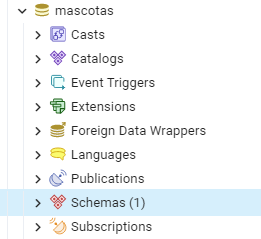 mascotas
Casts
Catalogs
Event Triggers
Extensions
Foreign Data Wrappers
Languages
Publications
Schemas (1)
Subscriptions